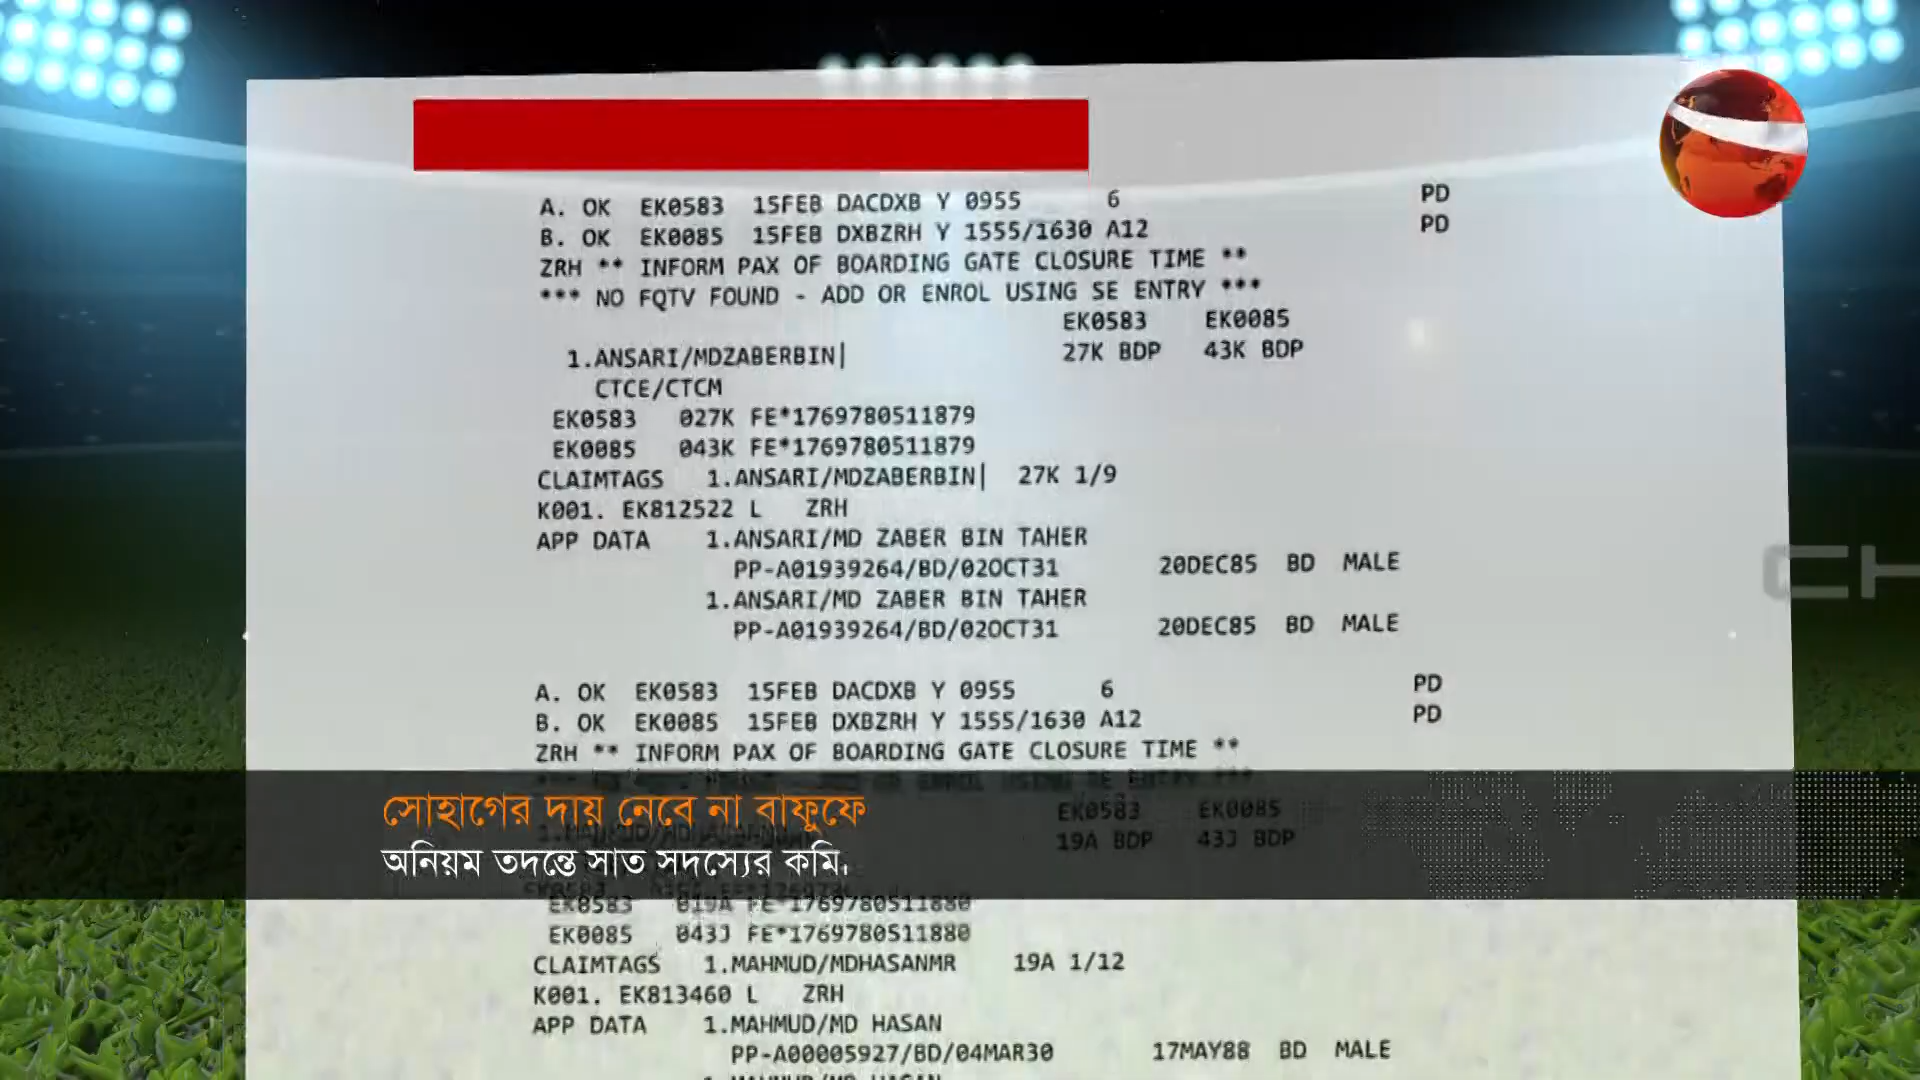 A. OK EK0583 15FEB DACDXB Y 0955 6 PD
B. OK EK0085 15FEB DXBZRH Y 1555/1630 A12 PD
ZRH ** INFORM PAX OF BOARDING GATE CLOSURE TIME **
*** NO FQTV FOUND - ADD OR ENROL USING SE ENTRY ***
EK0583 EK0085
1.ANSARI/MDZABERBIN| 27K BDP 43K BDP
CTCE/CTCM
EK0583 027K FE*1769780511879
EK0085 043K FE*1769780511879
CLAIMTAGS 1.ANSARI/MDZABERBIN| 27K 1/9
K001. EK812522 L ZRH
APP DATA 1.ANSARI/MD ZABER BIN TAHER
PP-A01939264/BD/02OCT31 20DEC85 BD MALE
1.ANSARI/MD ZABER BIN TAHER
PP-A01939264/BD/02OCT31 20DEC85 BD MALE
A. OK EK0583 15FEB DACDXB Y 0955 6 PD
B. OK EK0085 15FEB DXBZRH Y 1555/1630 A12 PD
ZRH ** INFORM PAX OF BOARDING GATE CLOSURE TIME **
সোহাগের দায় নেবে না বাফুফে
EK0583 EK0085
19A BDP 43J BDP
অনিয়ম তদন্তে সাত সদস্যের কমি.
EK0583 019A FE*1769780511880
EK0085 043J FE*1769780511880
CLAIMTAGS 1.MAHMUD/MDHASANMR 19A 1/12
K001. EK813460 L ZRH
APP DATA 1.MAHMUD/MD HASAN
PP-A00005927/BD/04MAR30 17MAY88 BD MALE
CH